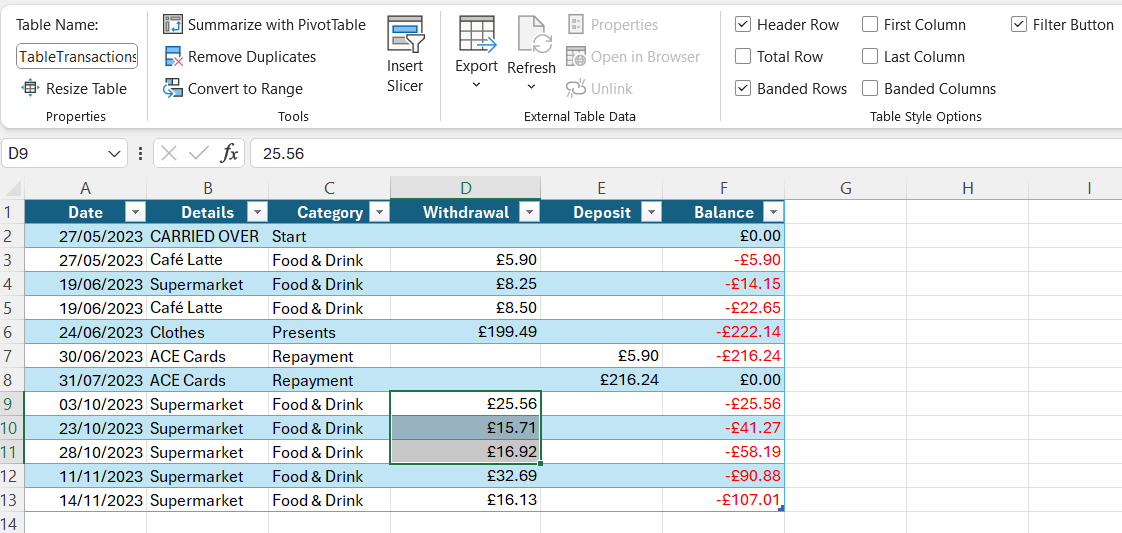 Table Name: Summarize with PivotTable Header Row First Column Filter Button
TableTransactions Remove Duplicates Insert Slicer Export Refresh Properties Open in Browser Total Row Last Column
Resize Table Convert to Range Unlink Banded Rows Banded Columns
Properties Tools External Table Data Table Style Options
D9 fx 25.56
A B C D E F G H I
1 Date Details Category Withdrawal Deposit Balance
2 27/05/2023 CARRIED OVER Start £0.00
3 27/05/2023 Café Latte Food & Drink £5.90 -£5.90
4 19/06/2023 Supermarket Food & Drink £8.25 -£14.15
5 19/06/2023 Café Latte Food & Drink £8.50 -£22.65
6 24/06/2023 Clothes Presents £199.49 -£222.14
7 30/06/2023 ACE Cards Repayment £5.90 -£216.24
8 31/07/2023 ACE Cards Repayment £216.24 £0.00
9 03/10/2023 Supermarket Food & Drink £25.56 -£25.56
10 23/10/2023 Supermarket Food & Drink £15.71 -£41.27
11 28/10/2023 Supermarket Food & Drink £16.92 -£58.19
12 11/11/2023 Supermarket Food & Drink £32.69 -£90.88
13 14/11/2023 Supermarket Food & Drink £16.13 -£107.01
14